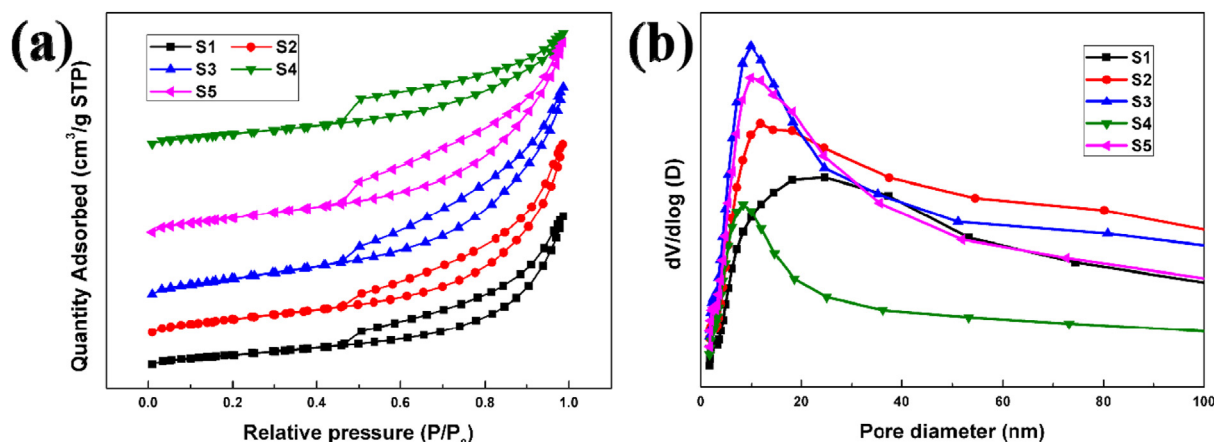 (a)
S1 S2
S3 S4
S5
Quantity Adsorbed (cm³/g STP)
0.0 0.2 0.4 0.6 0.8 1.0
Relative pressure (P/P₀)
(b)
S1
S2
S3
S4
S5
dV/dlog (D)
0 20 40 60 80 100
Pore diameter (nm)